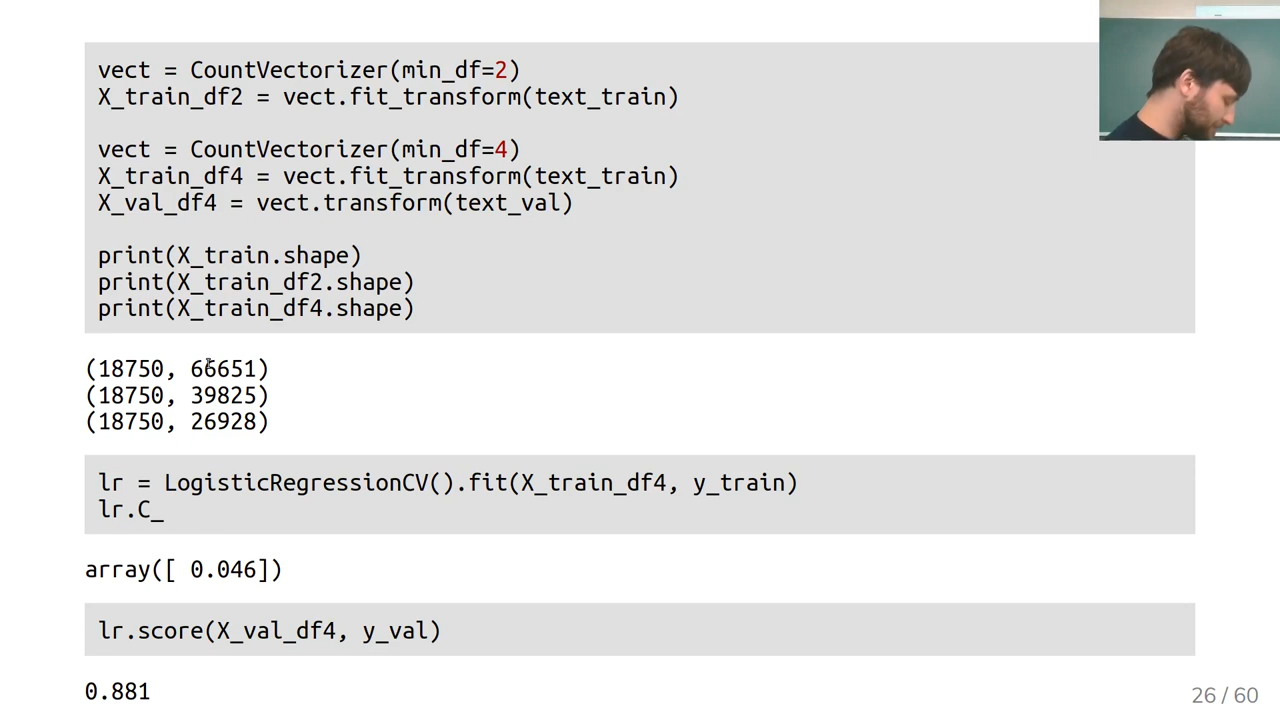 vect = CountVectorizer(min_df=2)
X_train_df2 = vect.fit_transform(text_train)
vect = CountVectorizer(min_df=4)
X_train_df4 = vect.fit_transform(text_train)
X_val_df4 = vect.transform(text_val)
print(X_train.shape)
print(X_train_df2.shape)
print(X_train_df4.shape)
(18750, 66651)
(18750, 39825)
(18750, 26928)
lr = LogisticRegressionCV().fit(X_train_df4, y_train)
lr.C_
array([ 0.046])
lr.score(X_val_df4, y_val)
0.881
26 / 60